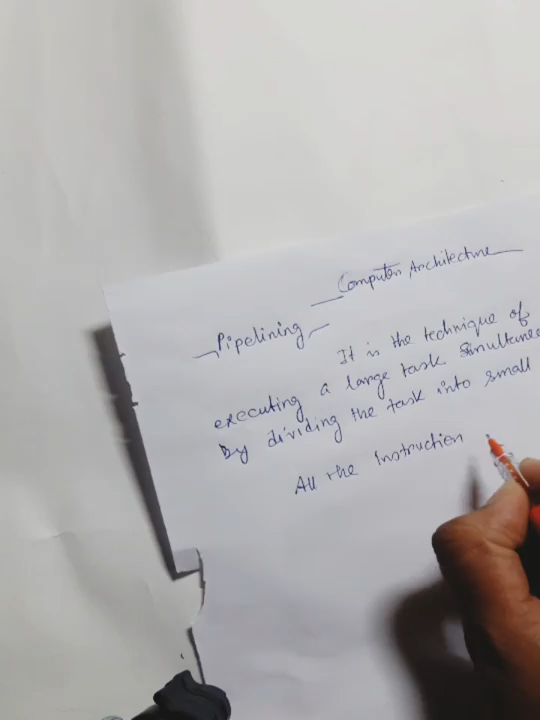 Computer Architecture
Pipelining
It is the technique of
executing a large task simultanee
by dividing the task into small
All the Instruction